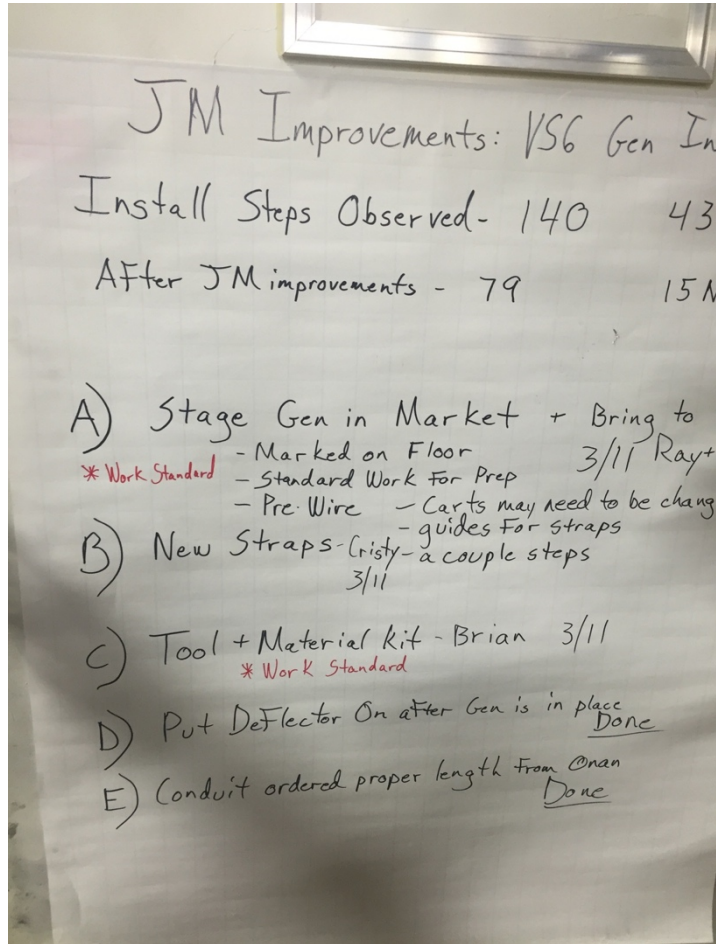 JM Improvements: VS6 Gen In
Install Steps Observed- 140 43
After JM improvements - 79 15 N
A) Stage Gen in Market + Bring to
3/11 Ray+
* Work Standard
- Marked on Floor
- Standard Work For Prep
- Pre-Wire - Carts may need to be chang
- guides For straps
B) New Straps - Cristy - a couple steps
3/11
C) Tool + Material Kit - Brian 3/11
* Work Standard
D) Put Deflector On after Gen is in place
Done
E) Conduit ordered proper length From Onan
Done